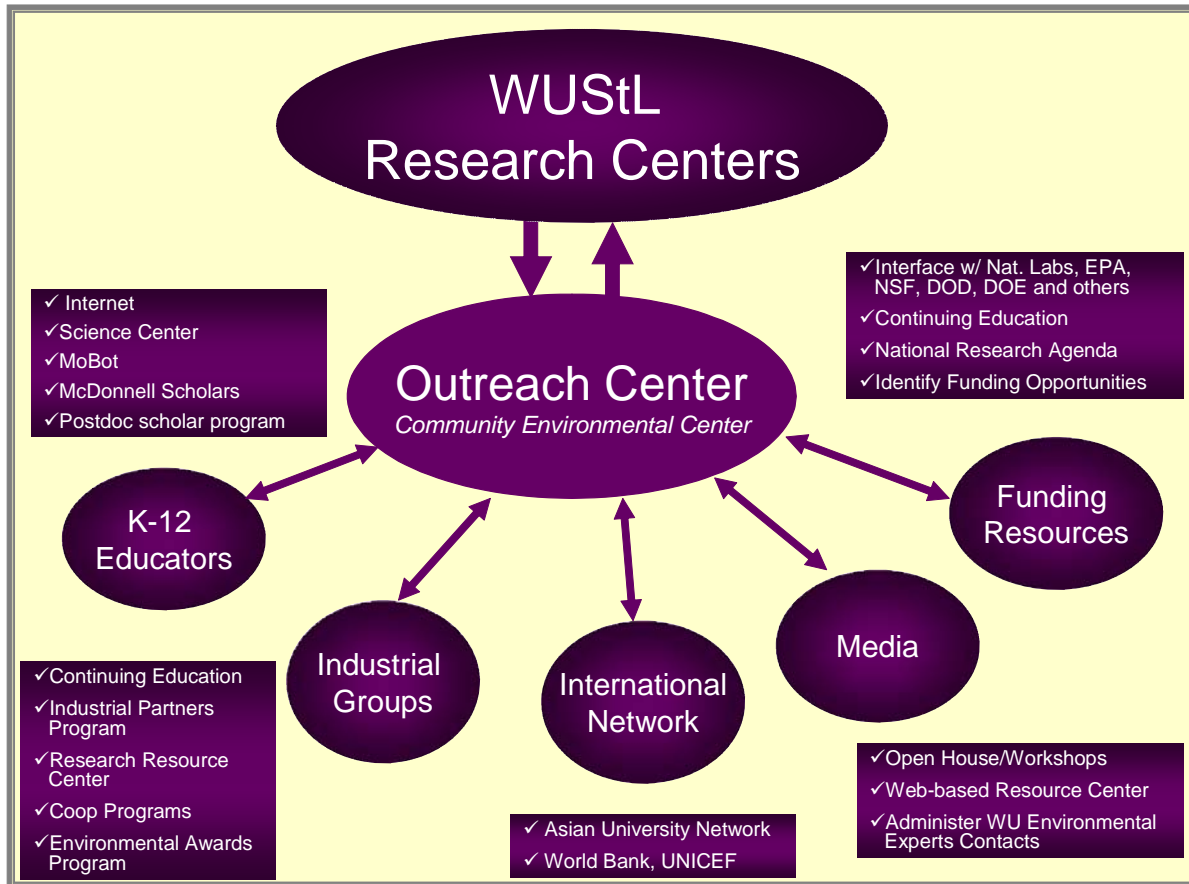 WUStL
Research Centers
✓ Internet
✓Science Center
✓MoBot
✓McDonnell Scholars
✓Postdoc scholar program
✓Interface w/ Nat. Labs, EPA,
NSF, DOD, DOE and others
✓Continuing Education
✓National Research Agenda
✓Identify Funding Opportunities
Outreach Center
Community Environmental Center
K-12
Educators
Industrial
Groups
International
Network
Media
Funding
Resources
✓Continuing Education
✓Industrial Partners
Program
✓Research Resource
Center
✓Coop Programs
✓Environmental Awards
Program
✓ Asian University Network
✓ World Bank, UNICEF
✓Open House/Workshops
✓Web-based Resource Center
✓Administer WU Environmental
Experts Contacts